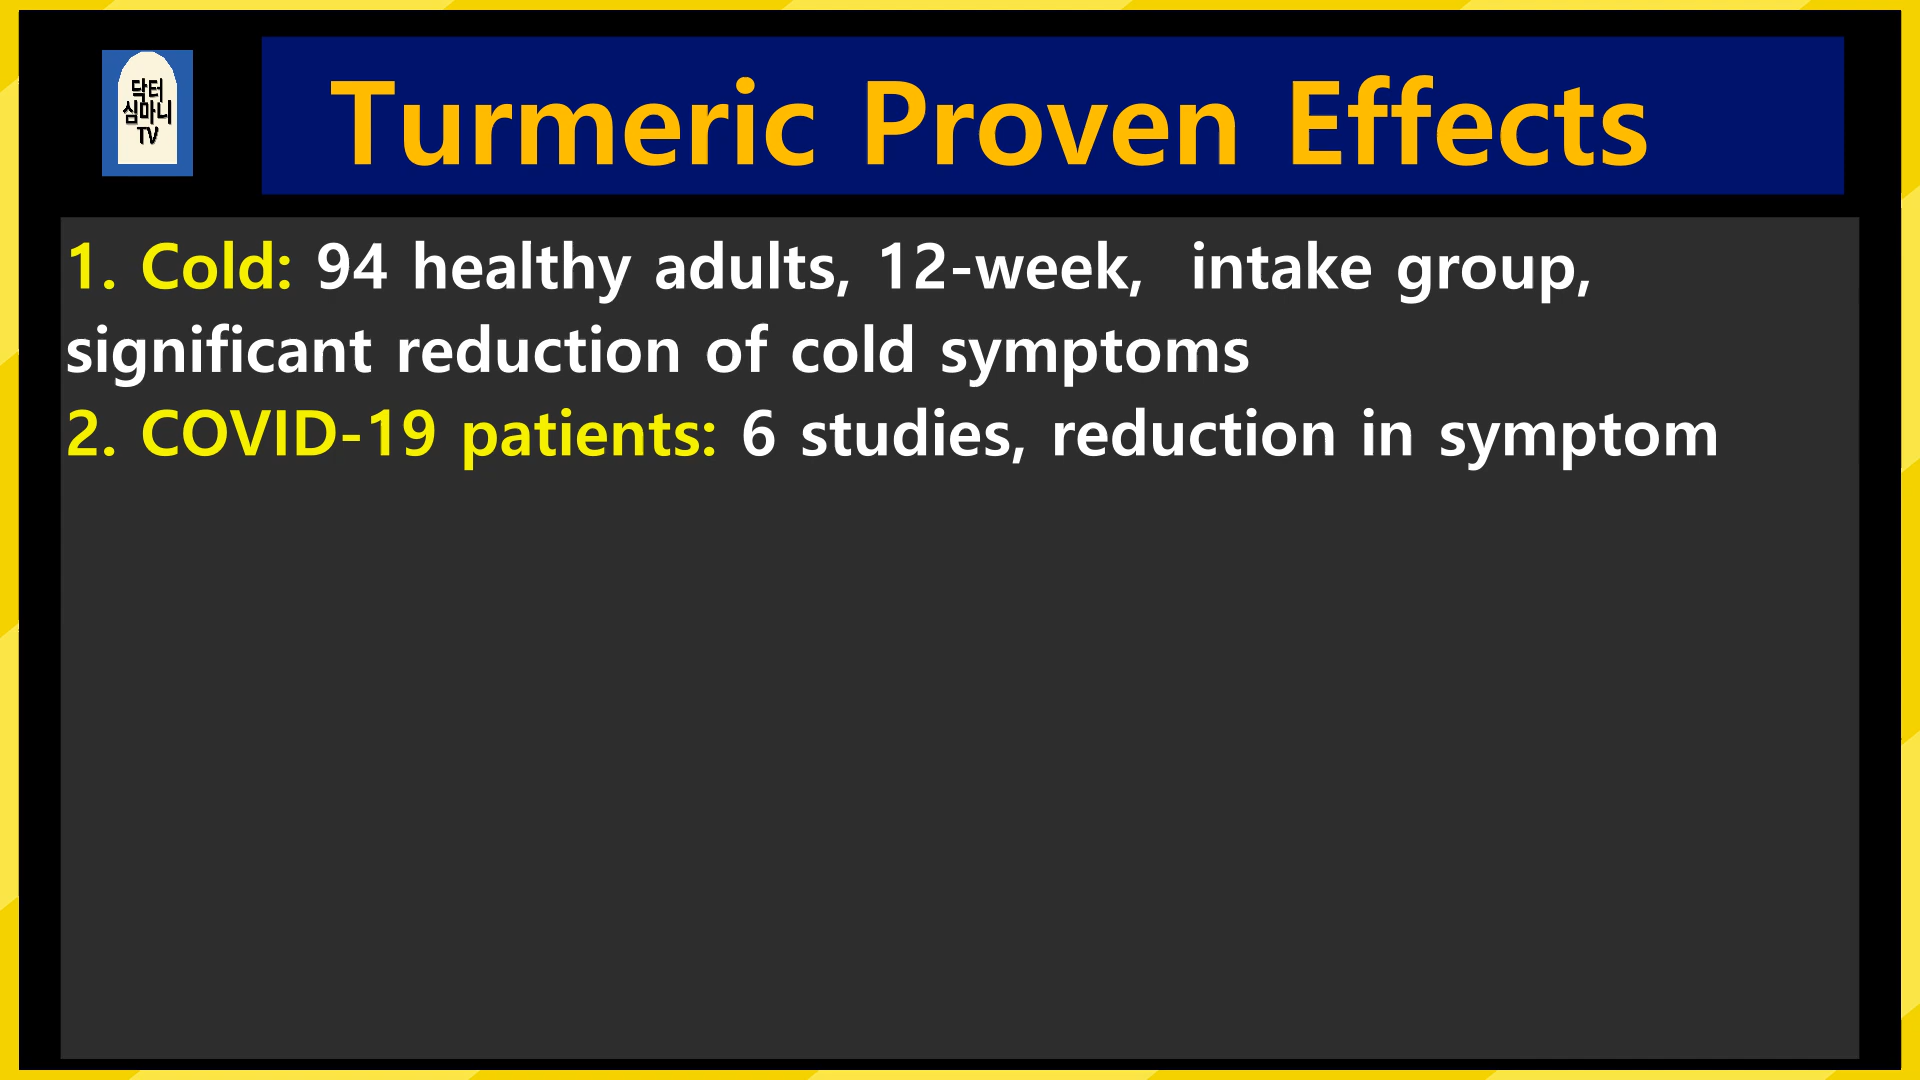 닥터
심마니
TV
Turmeric Proven Effects
1. Cold: 94 healthy adults, 12-week,  intake group,
significant reduction of cold symptoms
2. COVID-19 patients: 6 studies, reduction in symptom